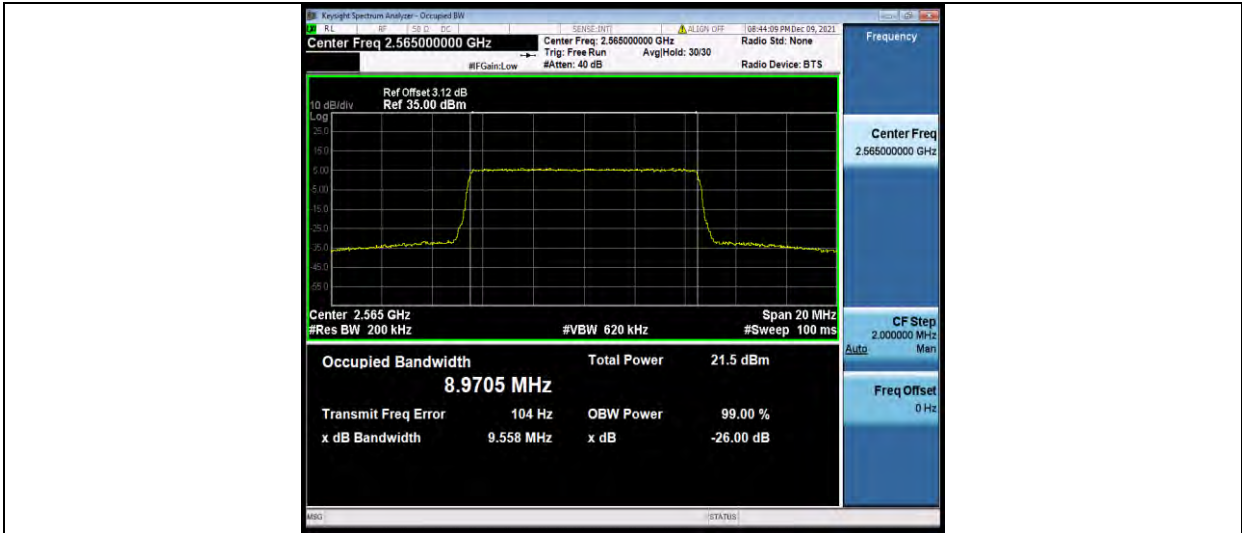 Keysight Spectrum Analyzer - Occupied BW
RL RF 50 Ω DC SENSE:INT ALIGN OFF 08:44:09 PM Dec 09, 2021
Center Freq 2.565000000 GHz
Center Freq: 2.565000000 GHz
Radio Std: None
Trig: Free Run Avg|Hold: 30/30
#IFGain:Low #Atten: 40 dB Radio Device: BTS
Ref Offset 3.12 dB
10 dB/div Ref 35.00 dBm
Log
25.0
15.0
5.00
-5.00
-15.0
-25.0
-35.0
-45.0
-55.0
Center 2.565 GHz Span 20 MHz
#Res BW 200 kHz #VBW 620 kHz #Sweep 100 ms
Occupied Bandwidth Total Power 21.5 dBm
8.9705 MHz
Transmit Freq Error 104 Hz OBW Power 99.00 %
x dB Bandwidth 9.558 MHz x dB -26.00 dB
MSG STATUS
Frequency
Center Freq
2.565000000 GHz
CF Step
2.000000 MHz
Auto Man
Freq Offset
0 Hz